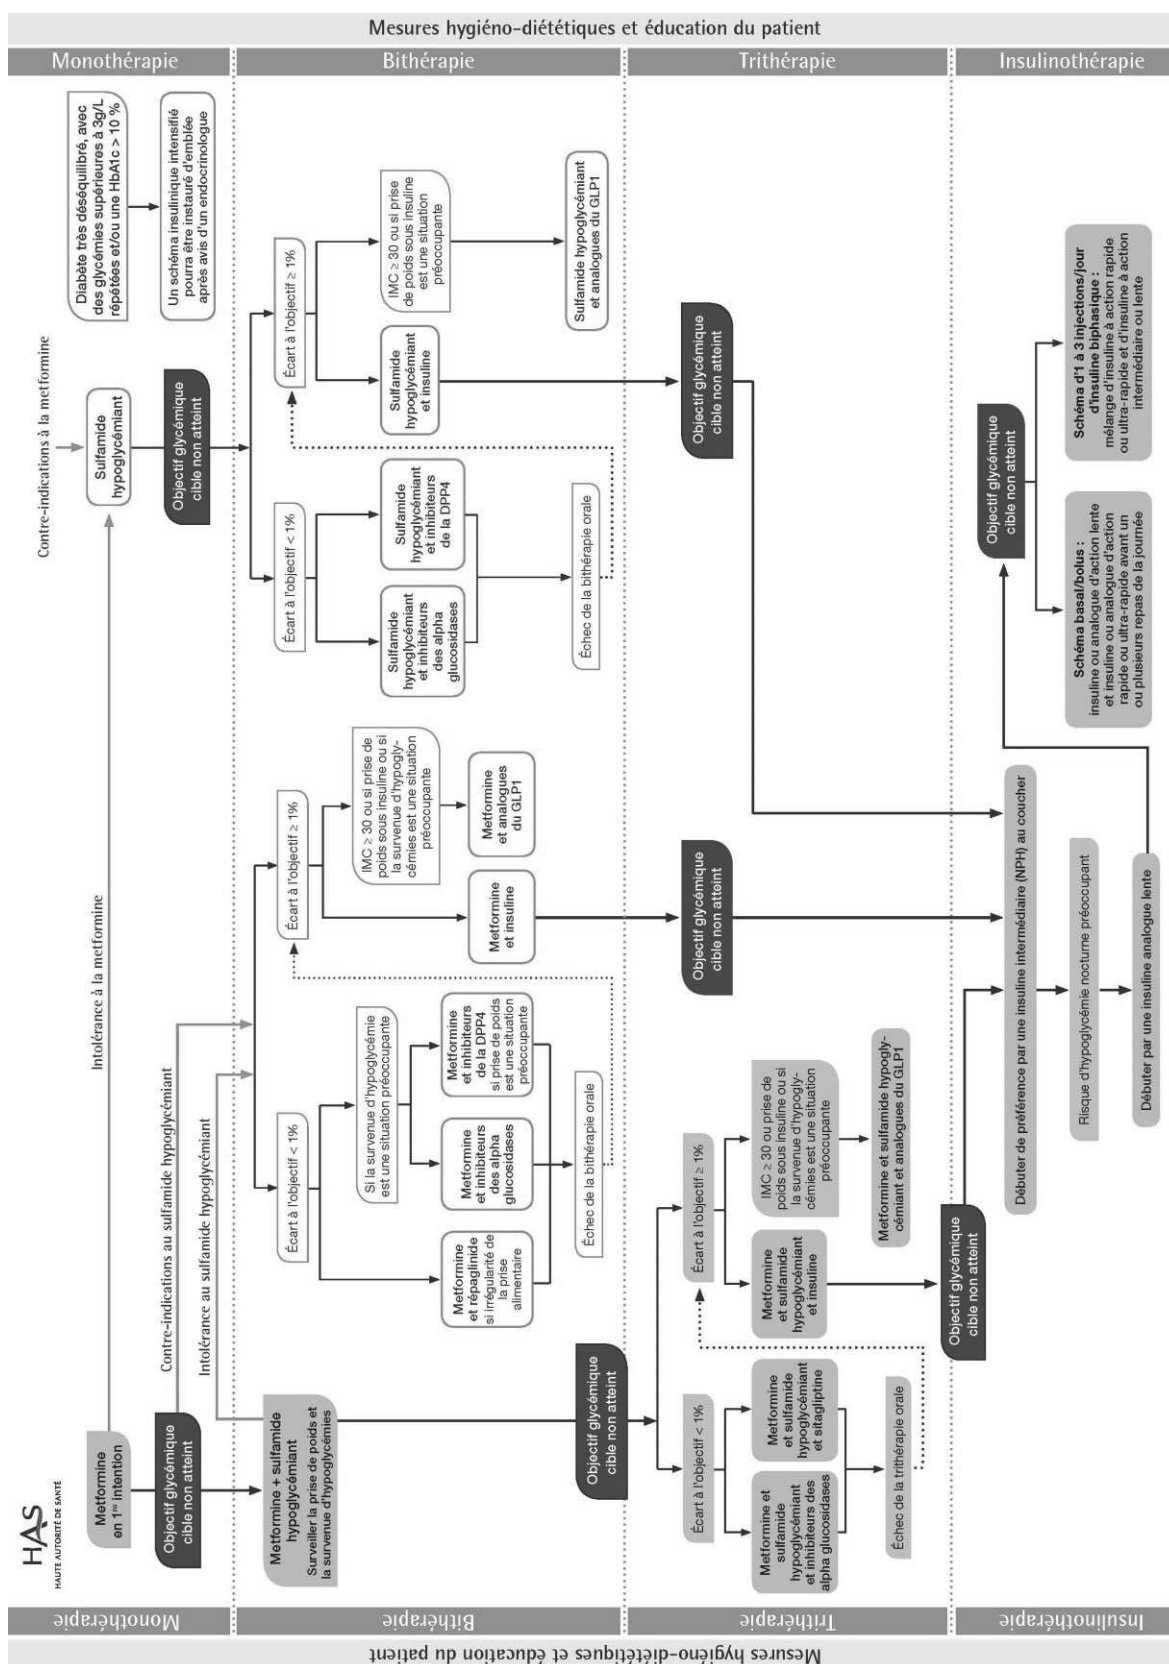 Mesures hygiéno-diététiques et éducation du patient
Monothérapie
Bithérapie
Trithérapie
Insulinothérapie
HAS
HAUTE AUTORITÉ DE SANTÉ
Metformine
en 1re intention
Objectif glycémique
cible non atteint
Intolérance à la metformine
Contre-indications à la metformine
Sulfamide
hypoglycémiant
Objectif glycémique
cible non atteint
Diabète très déséquilibré, avec
des glycémies supérieures à 3g/L
répétées et/ou une HbA1c > 10 %
Un schéma insulinique intensifié
pourra être instauré d'emblée
après avis d'un endocrinologue
Contre-indications au sulfamide hypoglycémiant
Intolérance au sulfamide hypoglycémiant
Metformine + sulfamide
hypoglycémiant
Surveiller la prise de poids et
la survenue d'hypoglycémies
Écart à l'objectif < 1%
Metformine
et répaglinide
si irrégularité de
la prise
alimentaire
Si la survenue d'hypoglycémie
est une situation préoccupante
Metformine
et inhibiteurs
des alpha
glucosidases
Metformine
et inhibiteurs
de la DPP4
si prise de poids
est une situation
préoccupante
Échec de la bithérapie orale
Écart à l'objectif ≥ 1%
Metformine
et insuline
IMC ≥ 30 ou si prise de
poids sous insuline ou si
la survenue d'hypogly-
cémies est une situation
préoccupante
Metformine
et analogues
du GLP1
Écart à l'objectif < 1%
Sulfamide
hypoglycémiant
et inhibiteurs
des alpha
glucosidases
Sulfamide
hypoglycémiant
et inhibiteurs
de la DPP4
Échec de la bithérapie orale
Écart à l'objectif ≥ 1%
Sulfamide
hypoglycémiant
et insuline
IMC ≥ 30 ou si prise
de poids sous insuline
est une situation
préoccupante
Sulfamide hypoglycémiant
et analogues du GLP1
Objectif glycémique
cible non atteint
Écart à l'objectif < 1%
Metformine et
sulfamide
hypoglycémiant
et inhibiteurs des
alpha glucosidases
Metformine
et sulfamide
hypoglycémiant
et sitagliptine
Échec de la trithérapie orale
Écart à l'objectif ≥ 1%
Metformine
et sulfamide
hypoglycémiant
et insuline
IMC ≥ 30 ou prise de
poids sous insuline ou si
la survenue d'hypogly-
cémies est une situation
préoccupante
Metformine et sulfamide hypogly-
cémiant et analogues du GLP1
Objectif glycémique
cible non atteint
Objectif glycémique
cible non atteint
Objectif glycémique
cible non atteint
Débuter de préférence par une insuline intermédiaire (NPH) au coucher
Risque d'hypoglycémie nocturne préoccupant
Débuter par une insuline analogue lente
Objectif glycémique
cible non atteint
Schéma basal/bolus :
insuline ou analogue d'action lente
et insuline ou analogue d'action
rapide ou ultra-rapide avant un
ou plusieurs repas de la journée
Schéma d'1 à 3 injections/jour
d'insuline biphasique :
mélange d'insuline à action rapide
ou ultra-rapide et d'insuline à action
intermédiaire ou lente
Monothérapie
Bithérapie
Trithérapie
Insulinothérapie
Mesures hygiéno-diététiques et éducation du patient